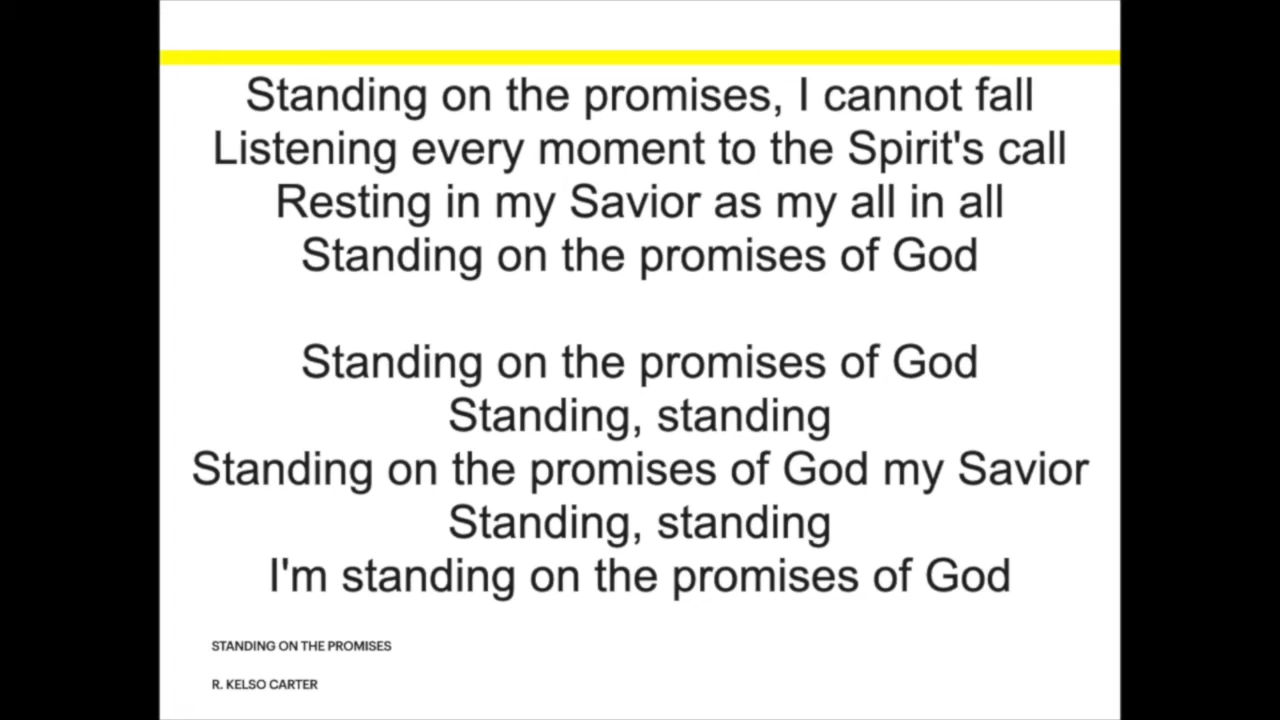 Standing on the promises, I cannot fall
Listening every moment to the Spirit's call
Resting in my Savior as my all in all
Standing on the promises of God
Standing on the promises of God
Standing, standing
Standing on the promises of God my Savior
Standing, standing
I'm standing on the promises of God
STANDING ON THE PROMISES
R. KELSO CARTER